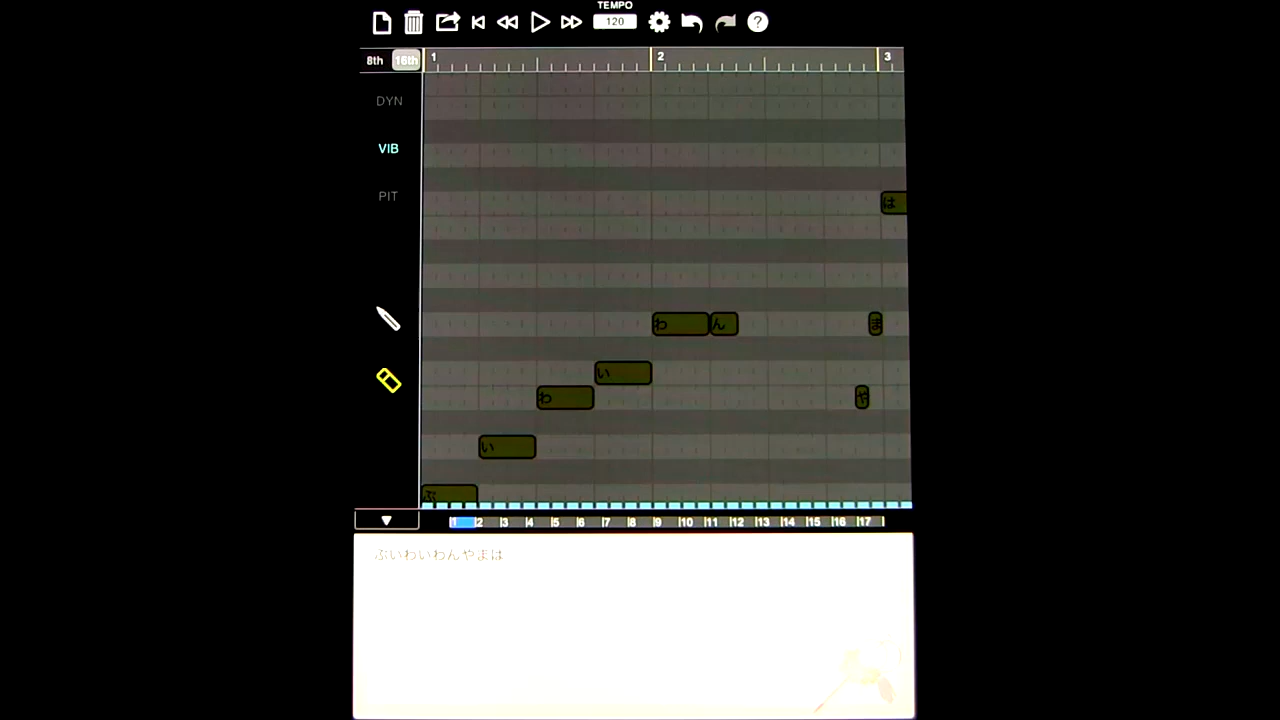 TEMPO
120
?
8th 16th 1 2 3
DYN
VIB
PIT
は
わ ん ま
い
わ や
い
ぶ
1 2 3 4 5 6 7 8 9 10 11 12 13 14 15 16 17
ぶいわいわんやまは